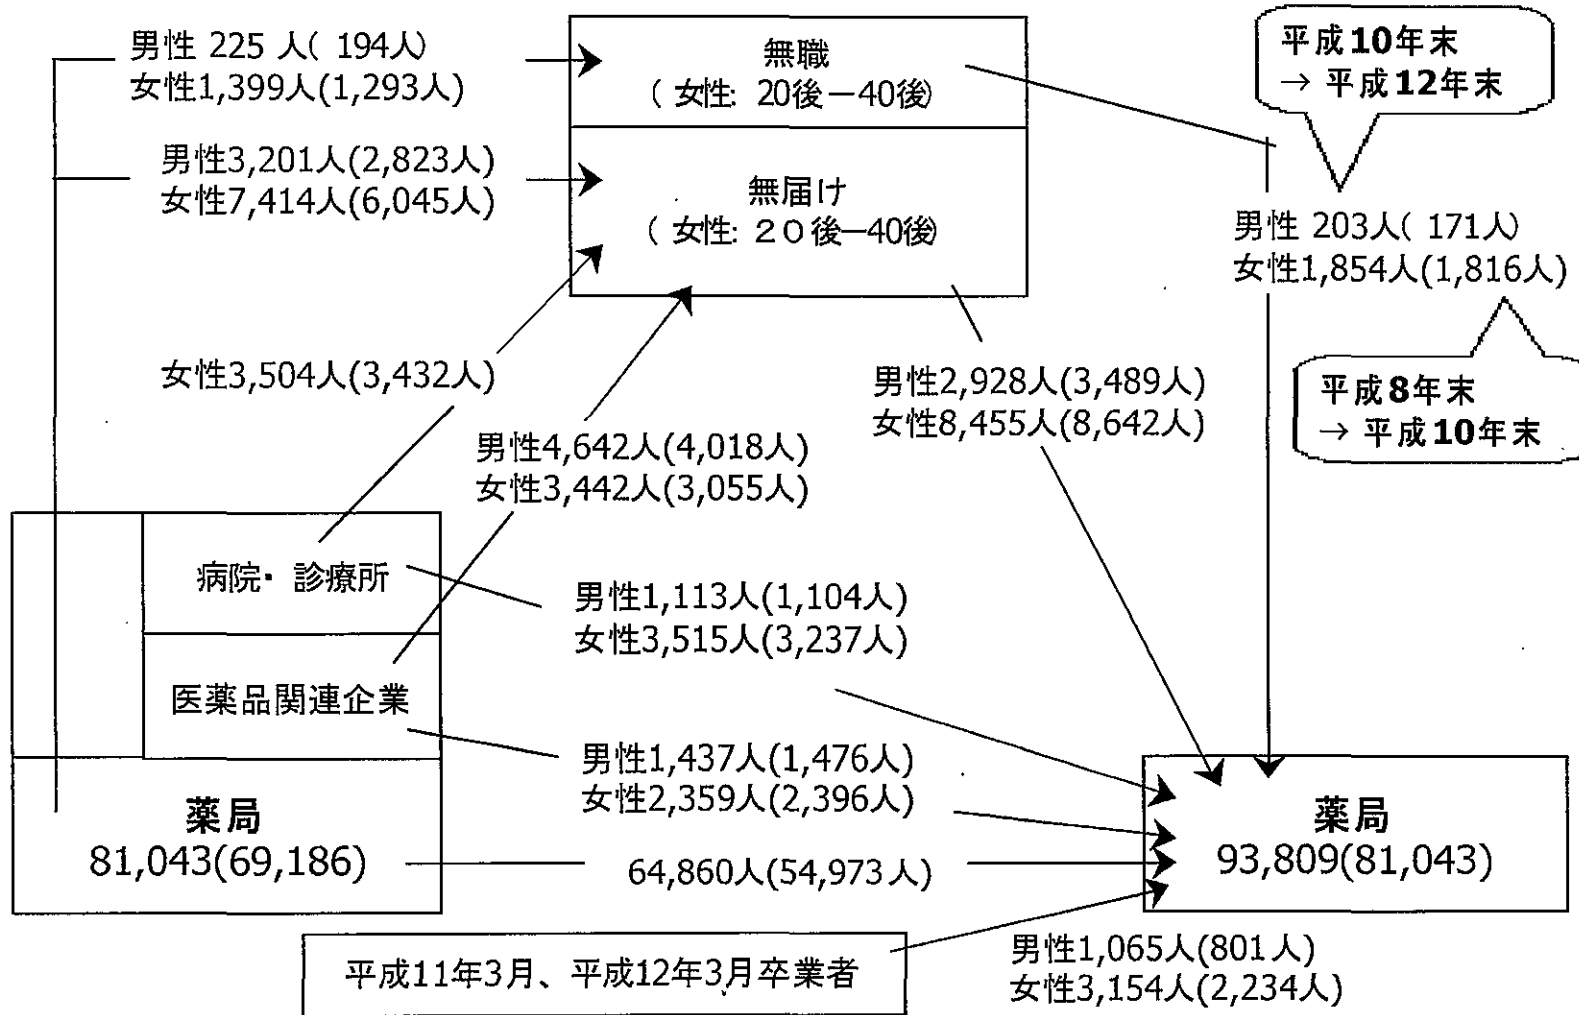 男性 225 人( 194人)
女性1,399人(1,293人)
無職
( 女性: 20後－40後)
平成10年末
→ 平成12年末
男性3,201人(2,823人)
女性7,414人(6,045人)
無届け
( 女性: ２０後－40後)
男性 203人( 171人)
女性1,854人(1,816人)
女性3,504人(3,432人)
男性2,928人(3,489人)
女性8,455人(8,642人)
平成8年末
→ 平成10年末
男性4,642人(4,018人)
女性3,442人(3,055人)
病院・診療所
男性1,113人(1,104人)
女性3,515人(3,237人)
医薬品関連企業
男性1,437人(1,476人)
女性2,359人(2,396人)
薬局
81,043(69,186)
64,860人(54,973人)
薬局
93,809(81,043)
平成11年3月、平成12年3月卒業者
男性1,065人(801人)
女性3,154人(2,234人)